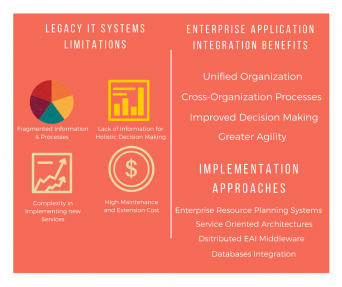 LEGACY IT SYSTEMS
LIMITATIONS
Fragmented Information
& Processes
Lack of Information for
Holistic Decision Making
Complexity in
Implementing new
Services
High Maintenance
and Extension Cost
ENTERPRISE APPLICATION
INTEGRATION BENEFITS
Unified Organization
Cross-Organization Processes
Improved Decision Making
Greater Agility
IMPLEMENTATION
APPROACHES
Enterprise Resource Planning Systems
Service Oriented Architectures
Dsitributed EAI Middleware
Databases Integration